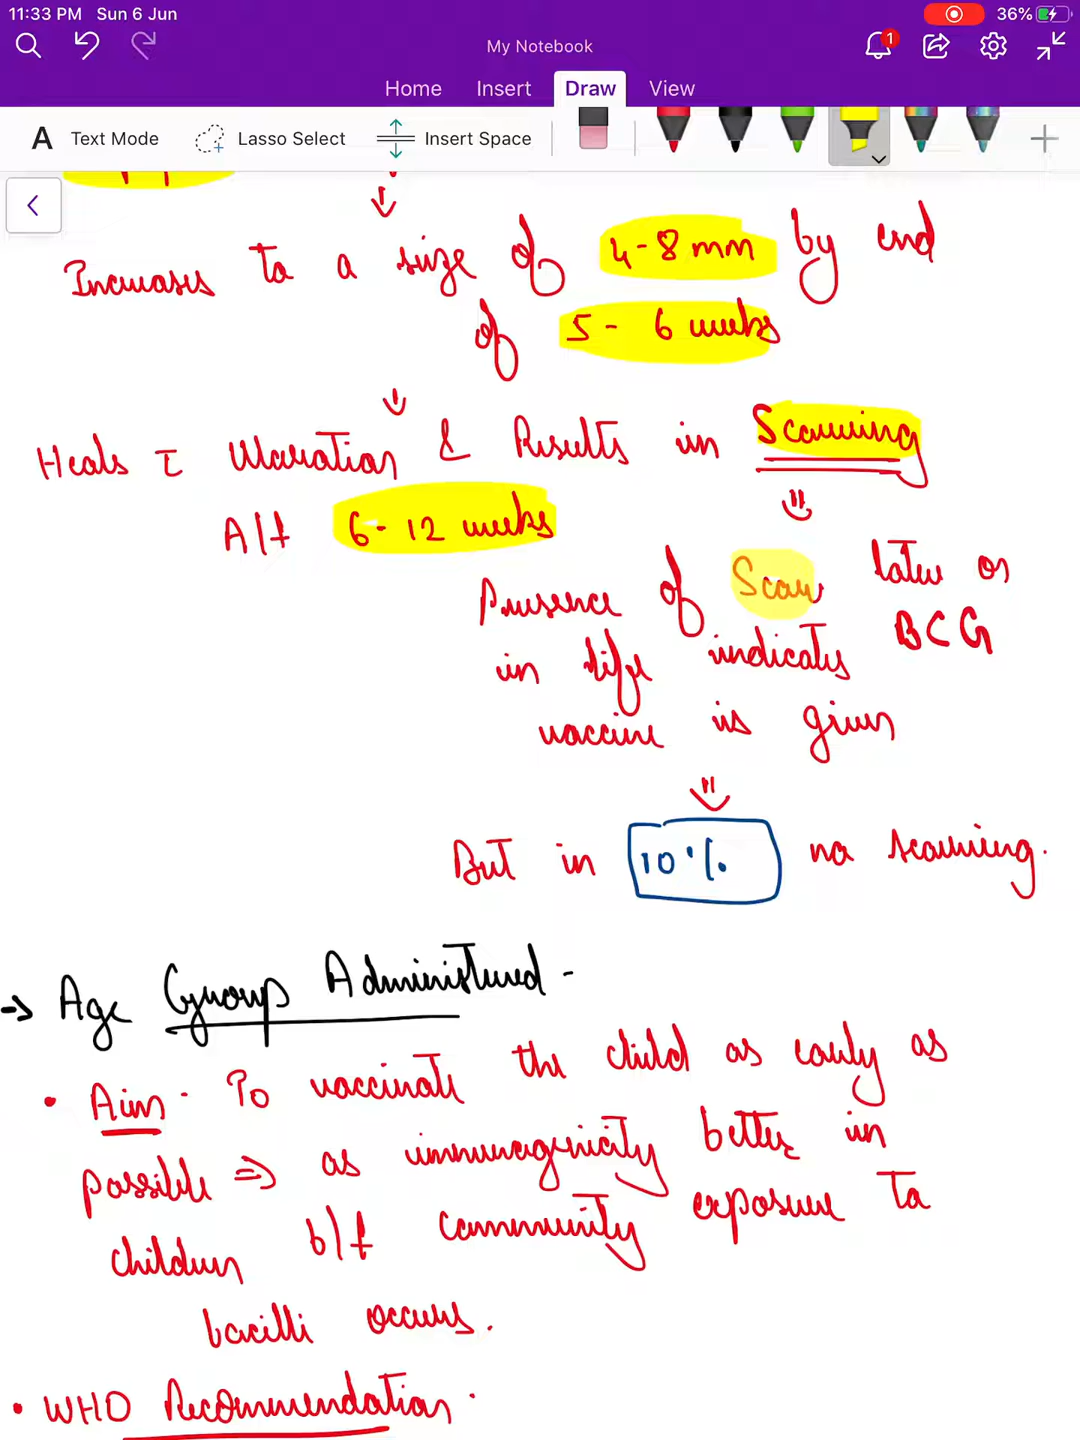 11:33 PM Sun 6 Jun
36%
1
My Notebook
Home Insert Draw View
A Text Mode Lasso Select Insert Space
Increases to a size of 4-8 mm by end
of 5 - 6 weeks
Heals c̄ Ulceration & Results in Scarring
A/f 6-12 weeks
Presence of Scar later on
in life indicates BCG
vaccine is given
But in 10% no scarring.
→ Age Group Administered -
• Aim - To vaccinate the child as early as
possible ⇒ as immunogenicity better in
children b/f community exposure to
bacilli occurs.
• WHO Recommendation -